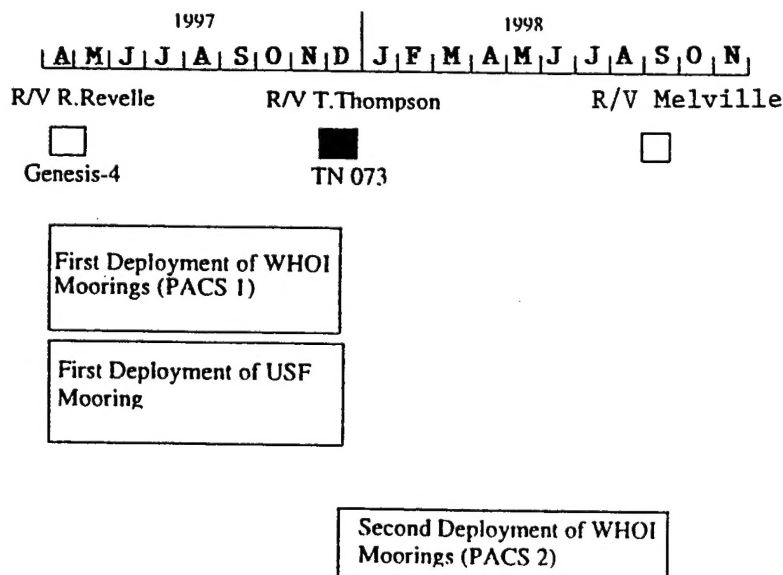 1997
1998
A M J J A S O N D J F M A M J J A S O N
R/V R.Revelle R/V T.Thompson R/V Melville
Genesis-4 TN 073
First Deployment of WHOI
Moorings (PACS 1)
First Deployment of USF
Mooring
Second Deployment of WHOI
Moorings (PACS 2)